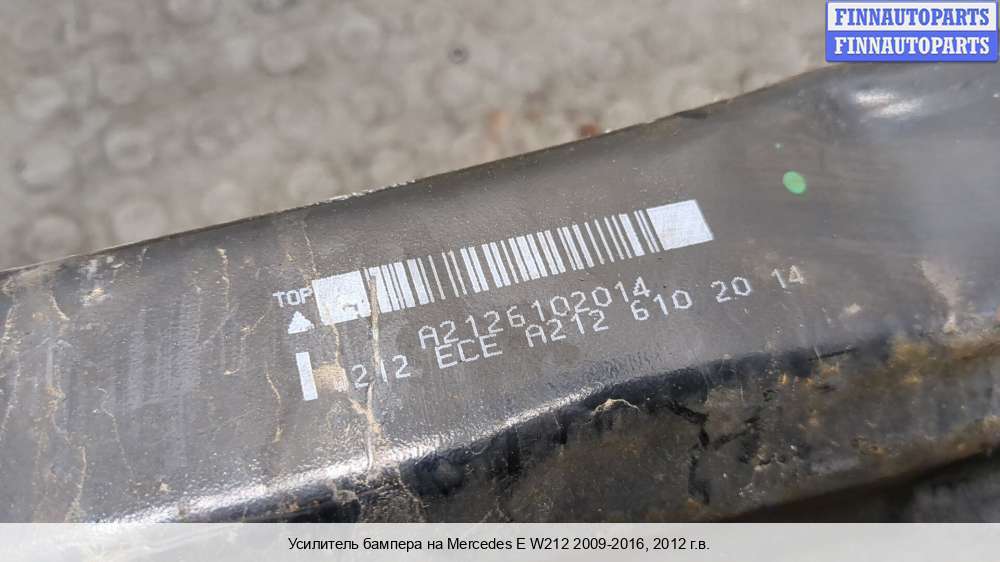 FINNAUTOPARTS
FINNAUTOPARTS
TOP
A2126102014
212 ECE A212 610 20 14
Усилитель бампера на Mercedes E W212 2009-2016, 2012 г.в.